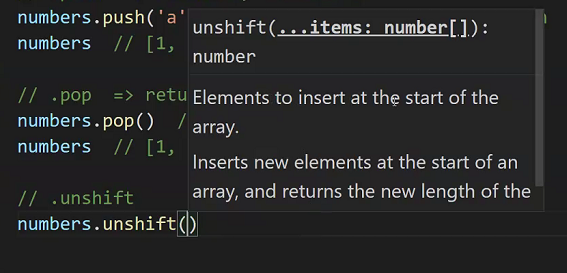 numbers.push('a'
numbers // [1,
// .pop => retu
numbers.pop() /
numbers // [1,
// .unshift
numbers.unshift()
unshift(...items: number[]):
number
Elements to insert at the start of the
array.
Inserts new elements at the start of an
array, and returns the new length of the